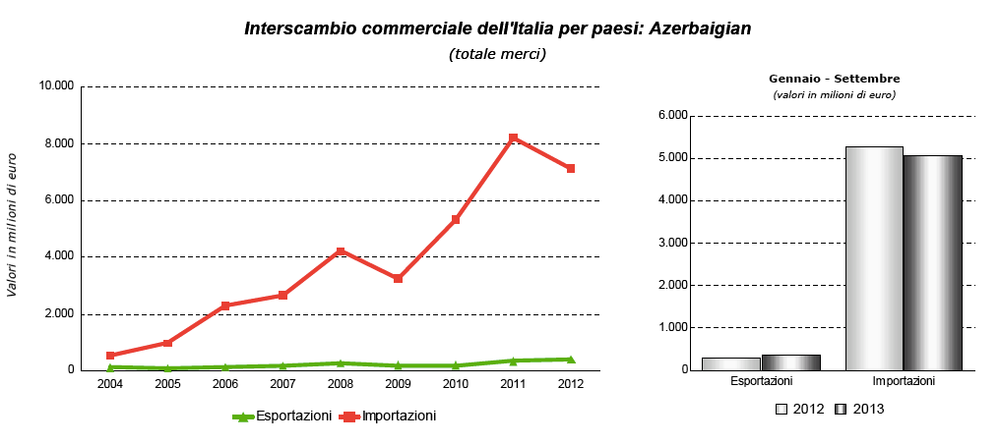 Interscambio commerciale dell'Italia per paesi: Azerbaigian
(totale merci)
Valori in milioni di euro
10.000
8.000
6.000
4.000
2.000
0
2004 2005 2006 2007 2008 2009 2010 2011 2012
Esportazioni Importazioni
Gennaio - Settembre
(valori in milioni di euro)
6.000
5.000
4.000
3.000
2.000
1.000
0
Esportazioni Importazioni
2012 2013